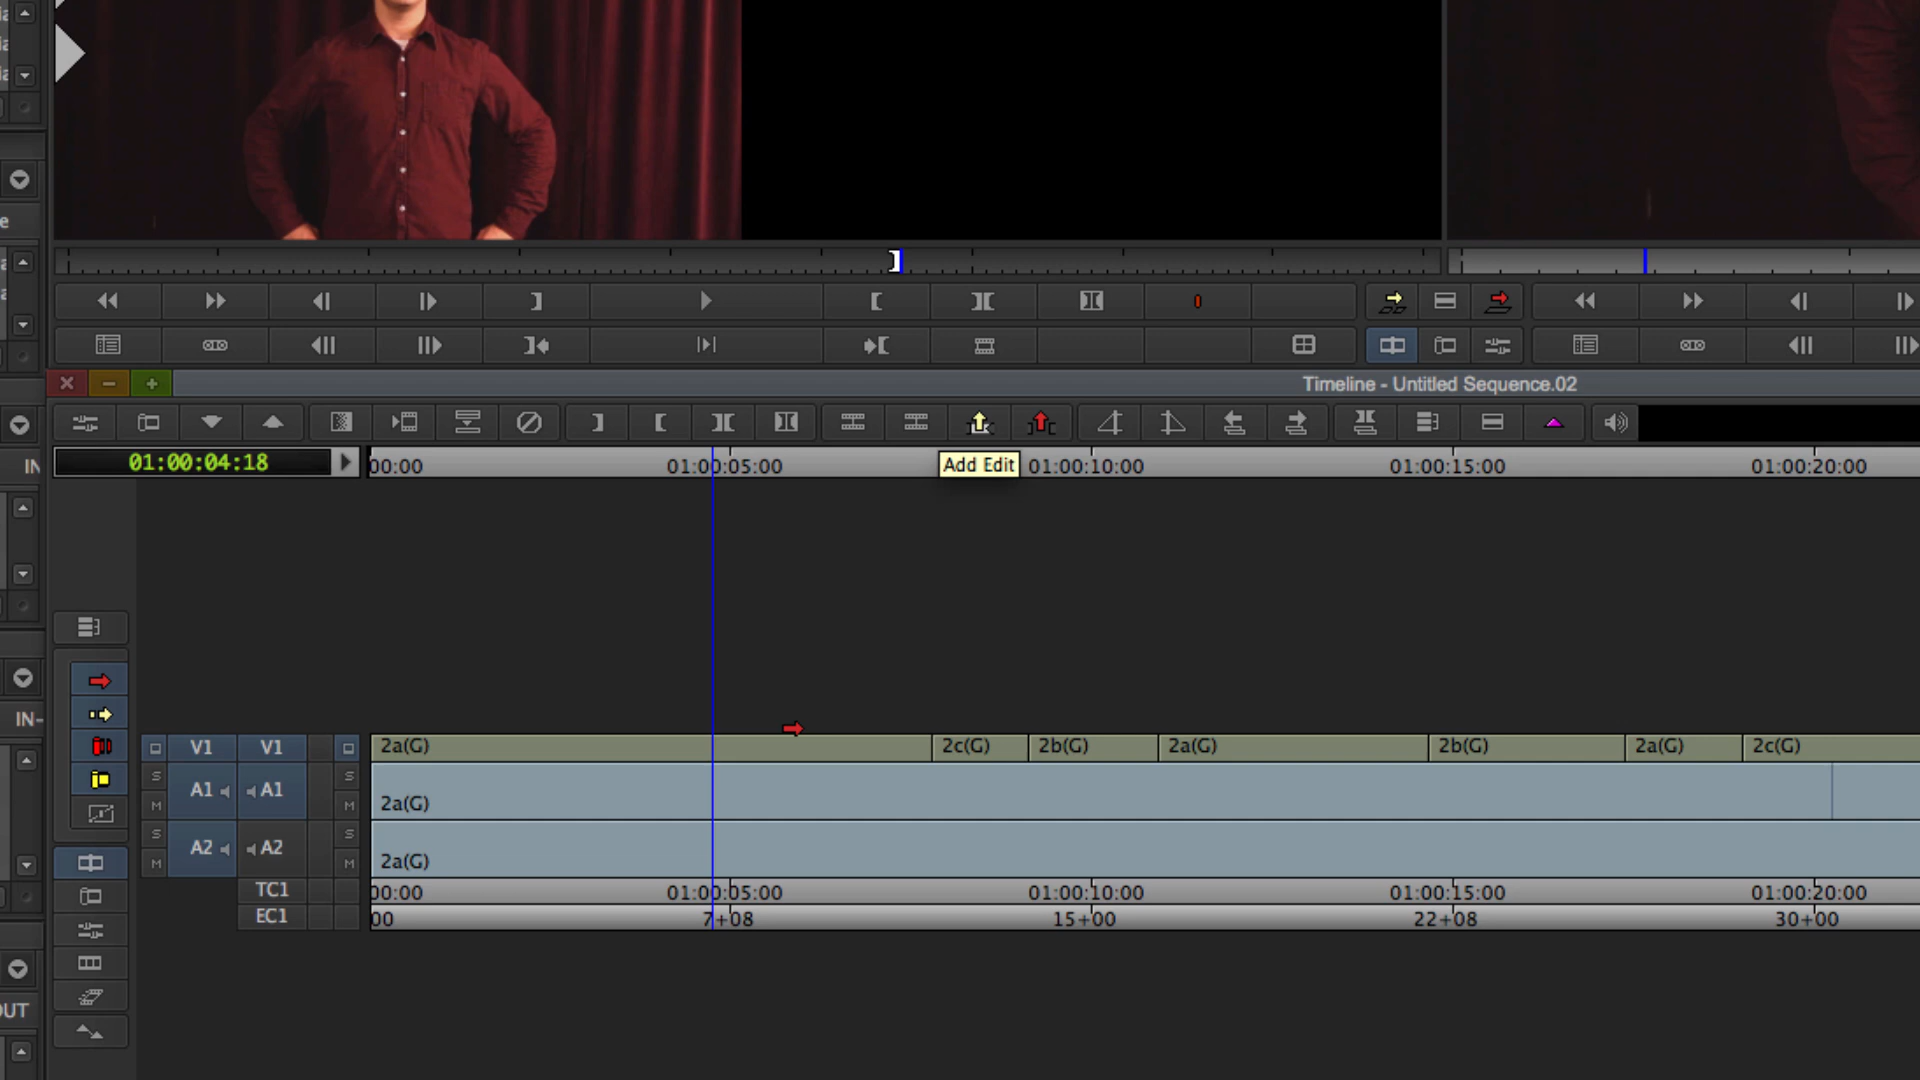 Timeline - Untitled Sequence.02
01:00:04:18
00:00 01:00:05:00 01:00:10:00 01:00:15:00 01:00:20:00
Add Edit
IN
IN-
V1 V1 2a(G) 2c(G) 2b(G) 2a(G) 2b(G) 2a(G) 2c(G)
S S
A1 A1 2a(G)
M M
S S
A2 A2 2a(G)
M M
TC1 00:00 01:00:05:00 01:00:10:00 01:00:15:00 01:00:20:00
EC1 00 7+08 15+00 22+08 30+00
OUT